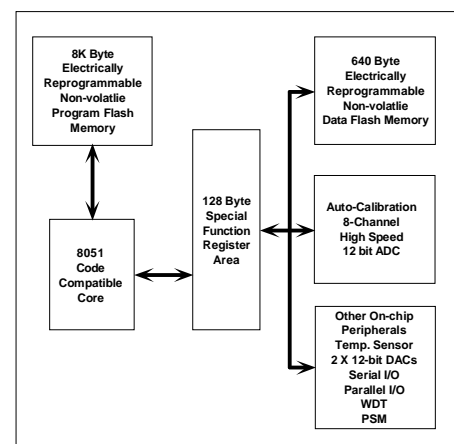 8K Byte
Electrically
Reprogrammable
Non-volatlie
Program Flash
Memory
8051
Code
Compatible
Core
128 Byte
Special
Function
Register
Area
640 Byte
Electrically
Reprogrammable
Non-volatlie
Data Flash Memory
Auto-Calibration
8-Channel
High Speed
12 bit ADC
Other On-chip
Peripherals
Temp. Sensor
2 X 12-bit DACs
Serial I/O
Parallel I/O
WDT
PSM